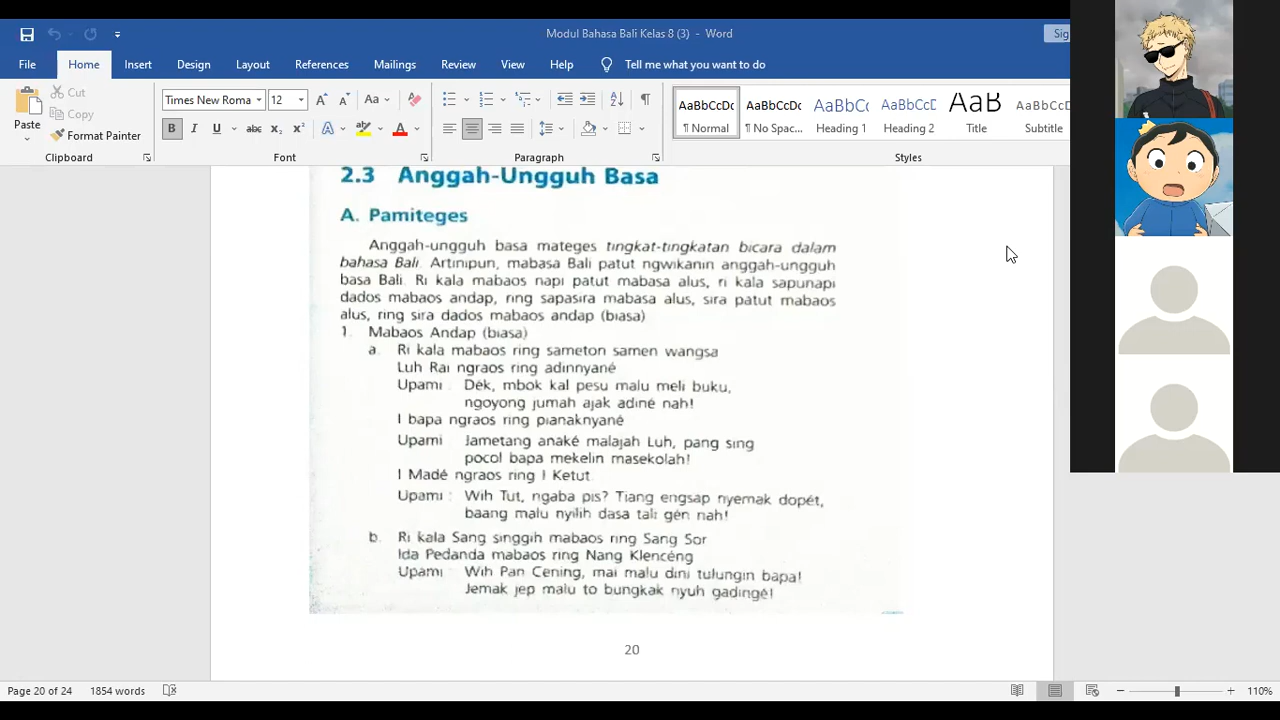 Modul Bahasa Bali Kelas 8 (3) - Word
Sig
File Home Insert Design Layout References Mailings Review View Help Tell me what you want to do
Paste
Cut
Copy
Format Painter
Clipboard
Times New Roma 12
Font
Paragraph
AaBbCcDc AaBbCcDc AaBbC AaBbCcD AaB AaBbCcD
¶ Normal ¶ No Spac... Heading 1 Heading 2 Title Subtitle
Styles
2.3 Anggah-Ungguh Basa
A. Pamiteges
Anggah-ungguh basa mateges tingkat-tingkatan bicara dalam
bahasa Bali. Artinipun, mabasa Bali patut ngwikanin anggah-ungguh
basa Bali. Ri kala mabaos napi patut mabasa alus, ri kala sapunapi
dados mabaos andap, ring sapasira mabasa alus, sira patut mabaos
alus, ring sira dados mabaos andap (biasa)
1. Mabaos Andap (biasa)
a. Ri kala mabaos ring sameton samen wangsa
Luh Rai ngraos ring adinnyané
Upami : Dék, mbok kal pesu malu meli buku,
ngoyong jumah ajak adiné nah!
I bapa ngraos ring pianaknyané
Upami : Jametang anaké malajah Luh, pang sing
pocol bapa mekelin masekolah!
I Madé ngraos ring I Ketut
Upami : Wih Tut, ngaba pis? Tiang engsap nyemak dopét,
baang malu nyilih dasa tali gén nah!
b. Ri kala Sang singgih mabaos ring Sang Sor
Ida Pedanda mabaos ring Nang Klencéng
Upami : Wih Pan Cening, mai malu dini tulungin bapa!
Jemak jep malu to bungkak nyuh gadingé!
20
Page 20 of 24 1854 words
110%